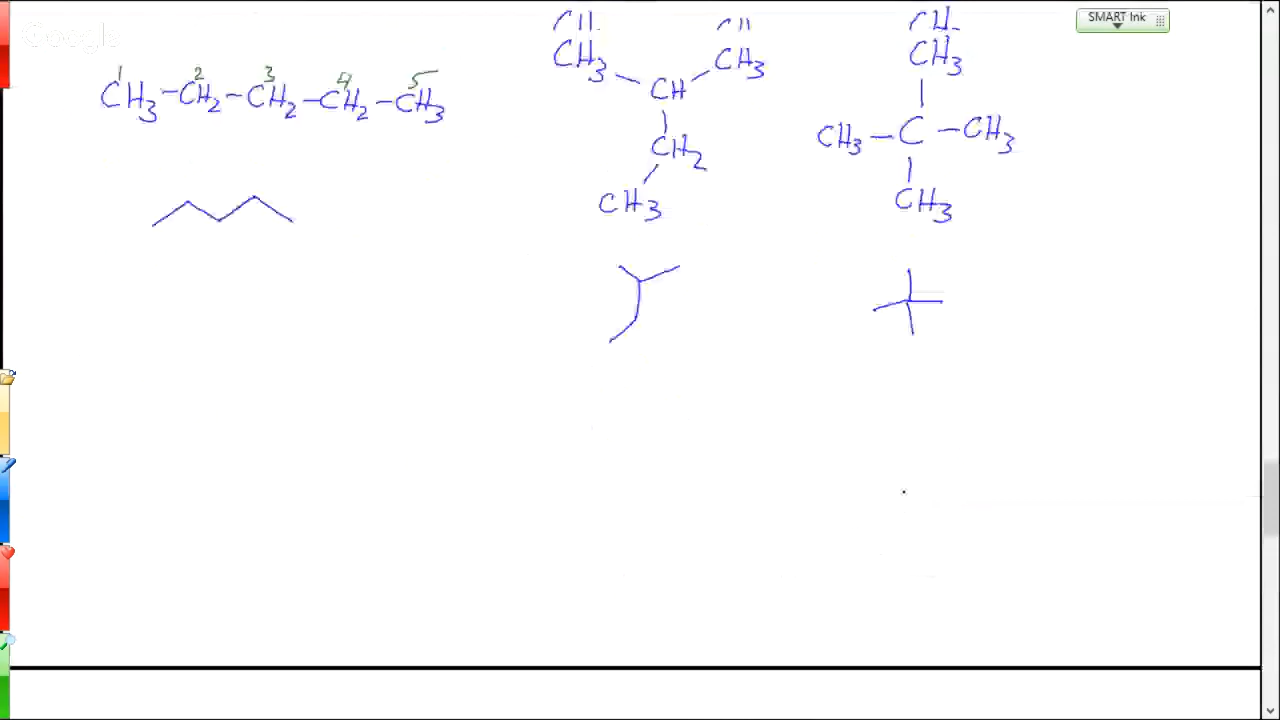 Google
SMART Ink
1 2 3 4 5
CH3-CH2-CH2-CH2-CH3
CH3 CH3
CH
CH2
CH3
CH3
CH3-C-CH3
CH3